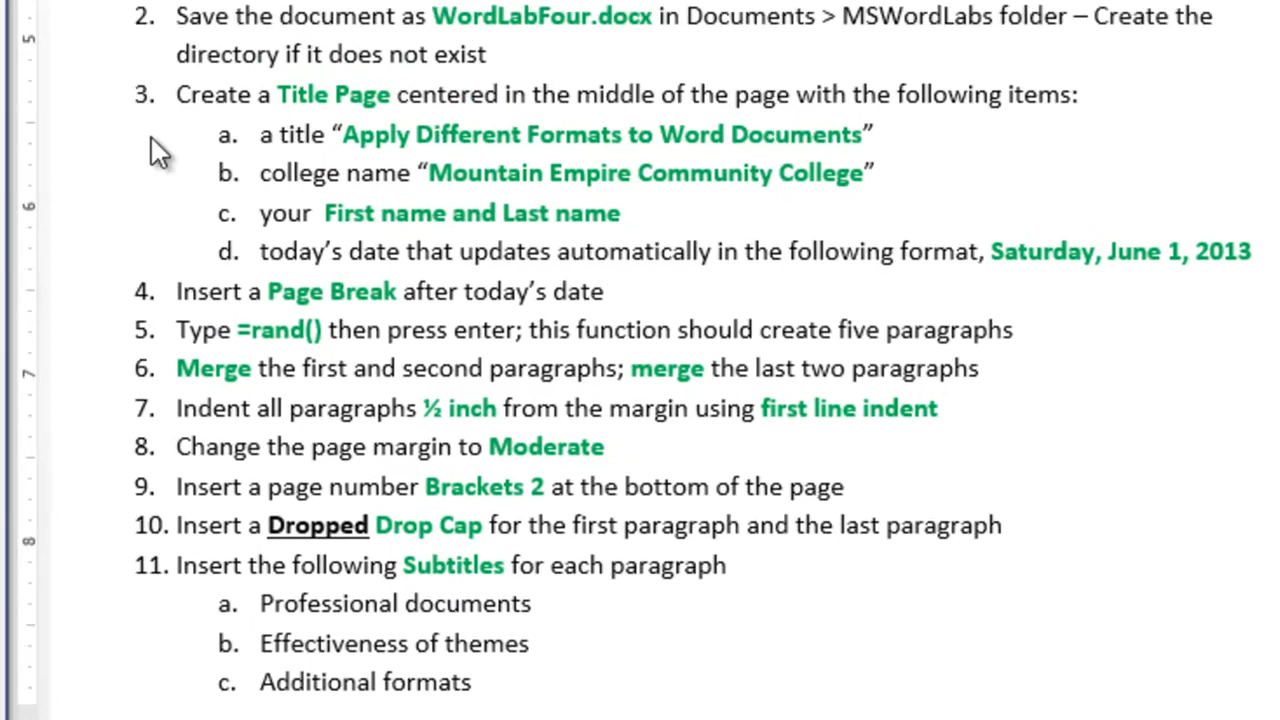 2. Save the document as WordLabFour.docx in Documents > MSWordLabs folder – Create the
directory if it does not exist
3. Create a Title Page centered in the middle of the page with the following items:
a. a title “Apply Different Formats to Word Documents”
b. college name “Mountain Empire Community College”
c. your  First name and Last name
d. today’s date that updates automatically in the following format, Saturday, June 1, 2013
4. Insert a Page Break after today’s date
5. Type =rand() then press enter; this function should create five paragraphs
6. Merge the first and second paragraphs; merge the last two paragraphs
7. Indent all paragraphs ½ inch from the margin using first line indent
8. Change the page margin to Moderate
9. Insert a page number Brackets 2 at the bottom of the page
10. Insert a Dropped Drop Cap for the first paragraph and the last paragraph
11. Insert the following Subtitles for each paragraph
a. Professional documents
b. Effectiveness of themes
c. Additional formats
5
6
7
8